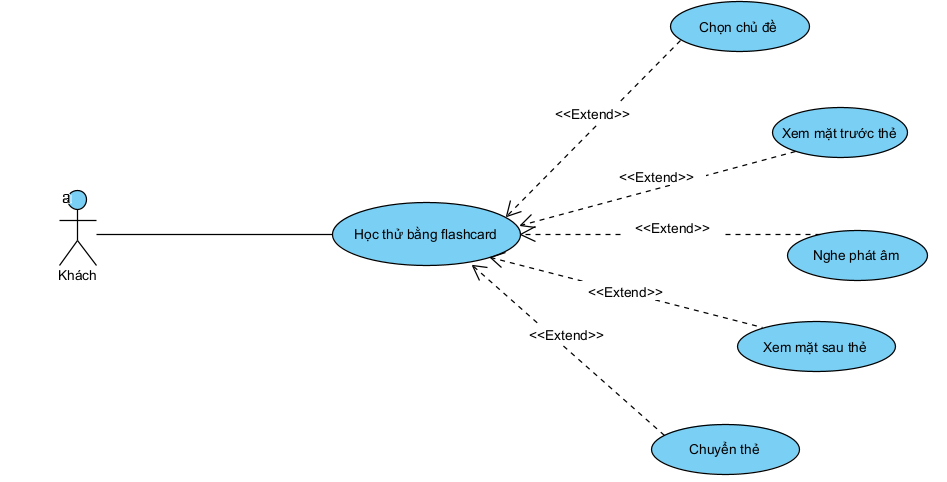 Chọn chủ đề
<<Extend>>
Xem mặt trước thẻ
<<Extend>>
a
Khách
Học thử bằng flashcard
<<Extend>>
Nghe phát âm
<<Extend>>
Xem mặt sau thẻ
<<Extend>>
Chuyển thẻ